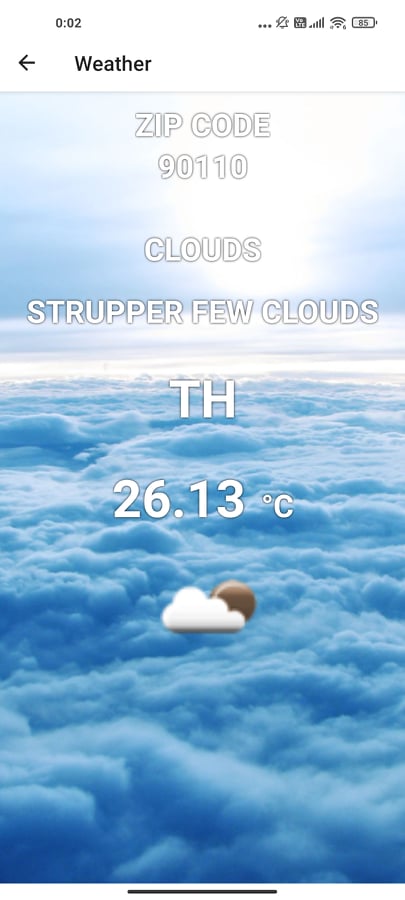 0:02
85
Weather
ZIP CODE
90110
CLOUDS
STRUPPER FEW CLOUDS
TH
26.13 °C